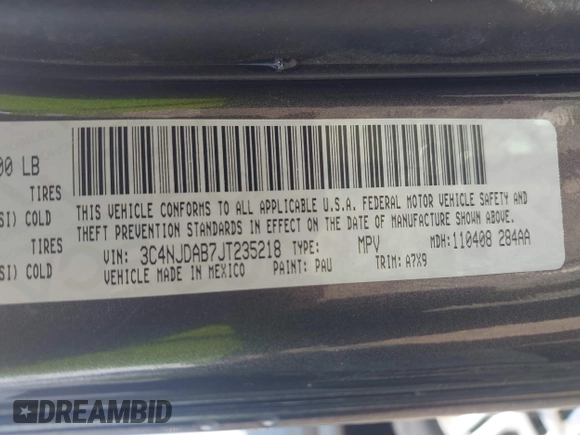 00 LB
TIRES
SI) COLD
TIRES
SI) COLD
THIS VEHICLE CONFORMS TO ALL APPLICABLE U.S.A. FEDERAL MOTOR VEHICLE SAFETY AND
THEFT PREVENTION STANDARDS IN EFFECT ON THE DATE OF MANUFACTURE SHOWN ABOVE.
VIN: 3C4NJDAB7JT235218 TYPE: MPV MDH: 110408 284AA
VEHICLE MADE IN MEXICO PAINT: PAU TRIM: A7X9
DREAMBID